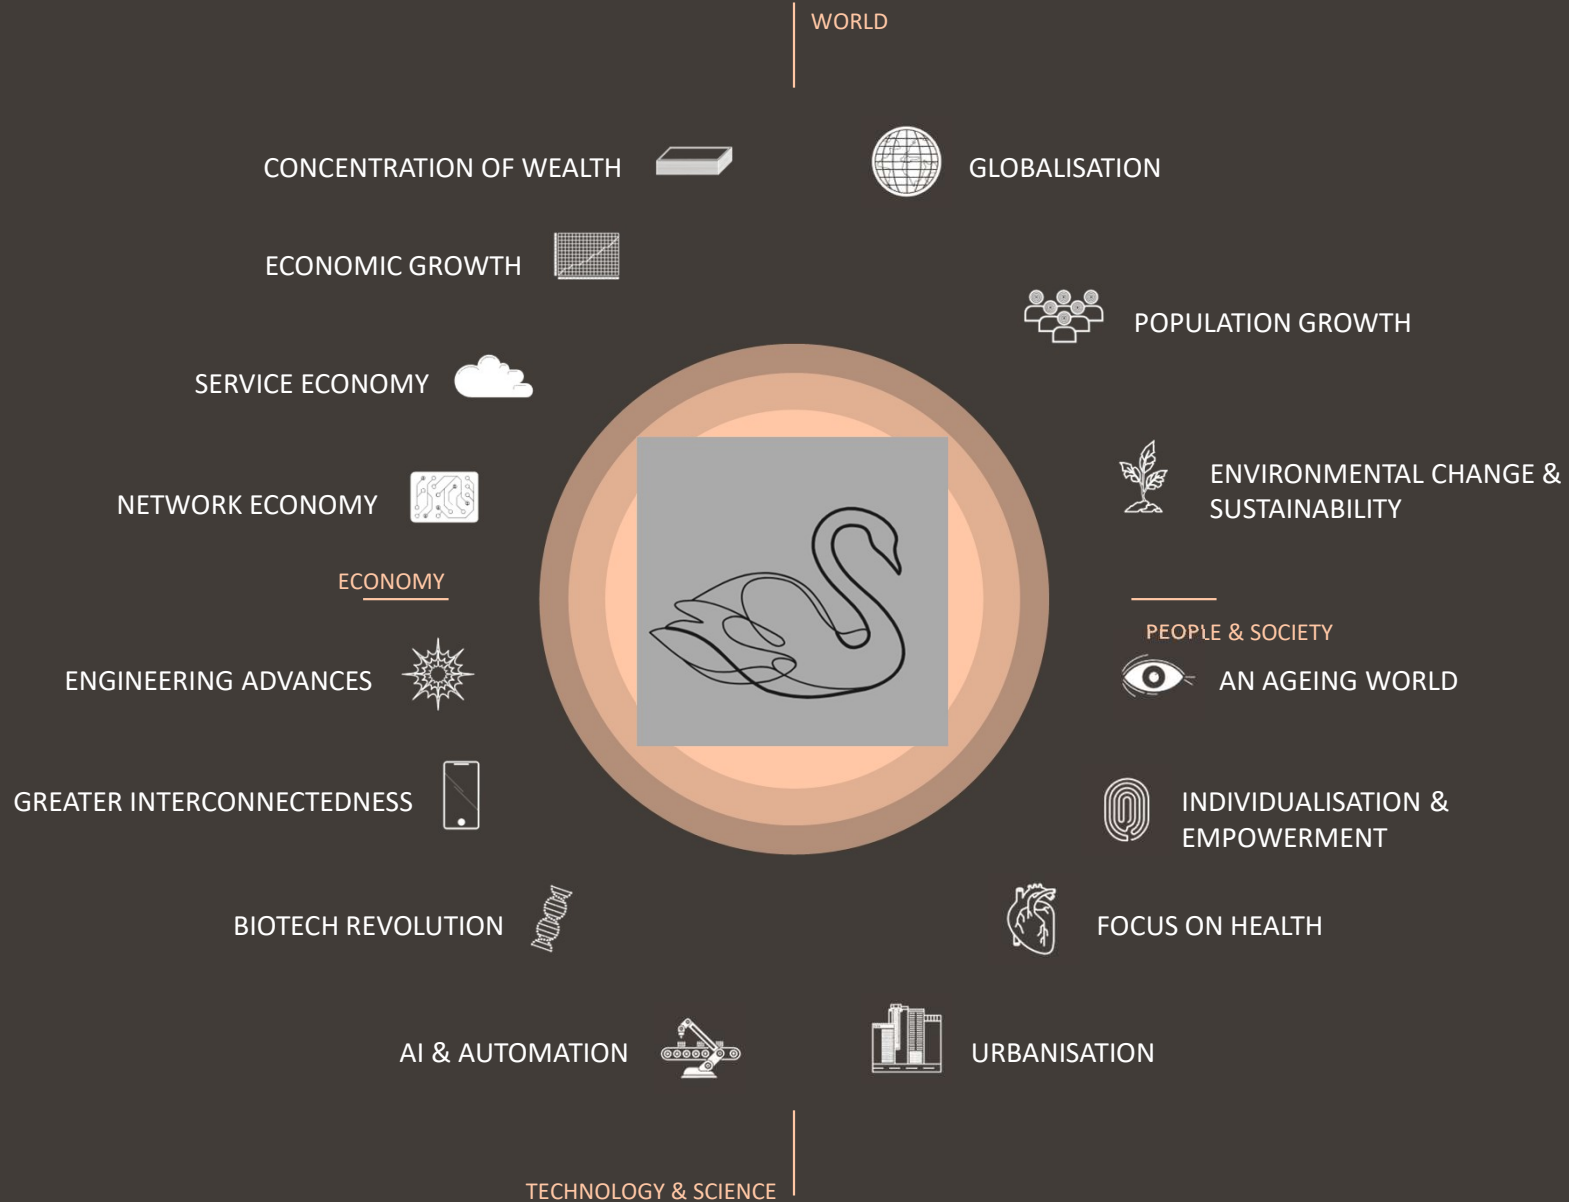 WORLD
CONCENTRATION OF WEALTH
GLOBALISATION
ECONOMIC GROWTH
POPULATION GROWTH
SERVICE ECONOMY
ENVIRONMENTAL CHANGE &
SUSTAINABILITY
NETWORK ECONOMY
ECONOMY
PEOPLE & SOCIETY
ENGINEERING ADVANCES
AN AGEING WORLD
GREATER INTERCONNECTEDNESS
INDIVIDUALISATION &
EMPOWERMENT
BIOTECH REVOLUTION
FOCUS ON HEALTH
AI & AUTOMATION
URBANISATION
TECHNOLOGY & SCIENCE